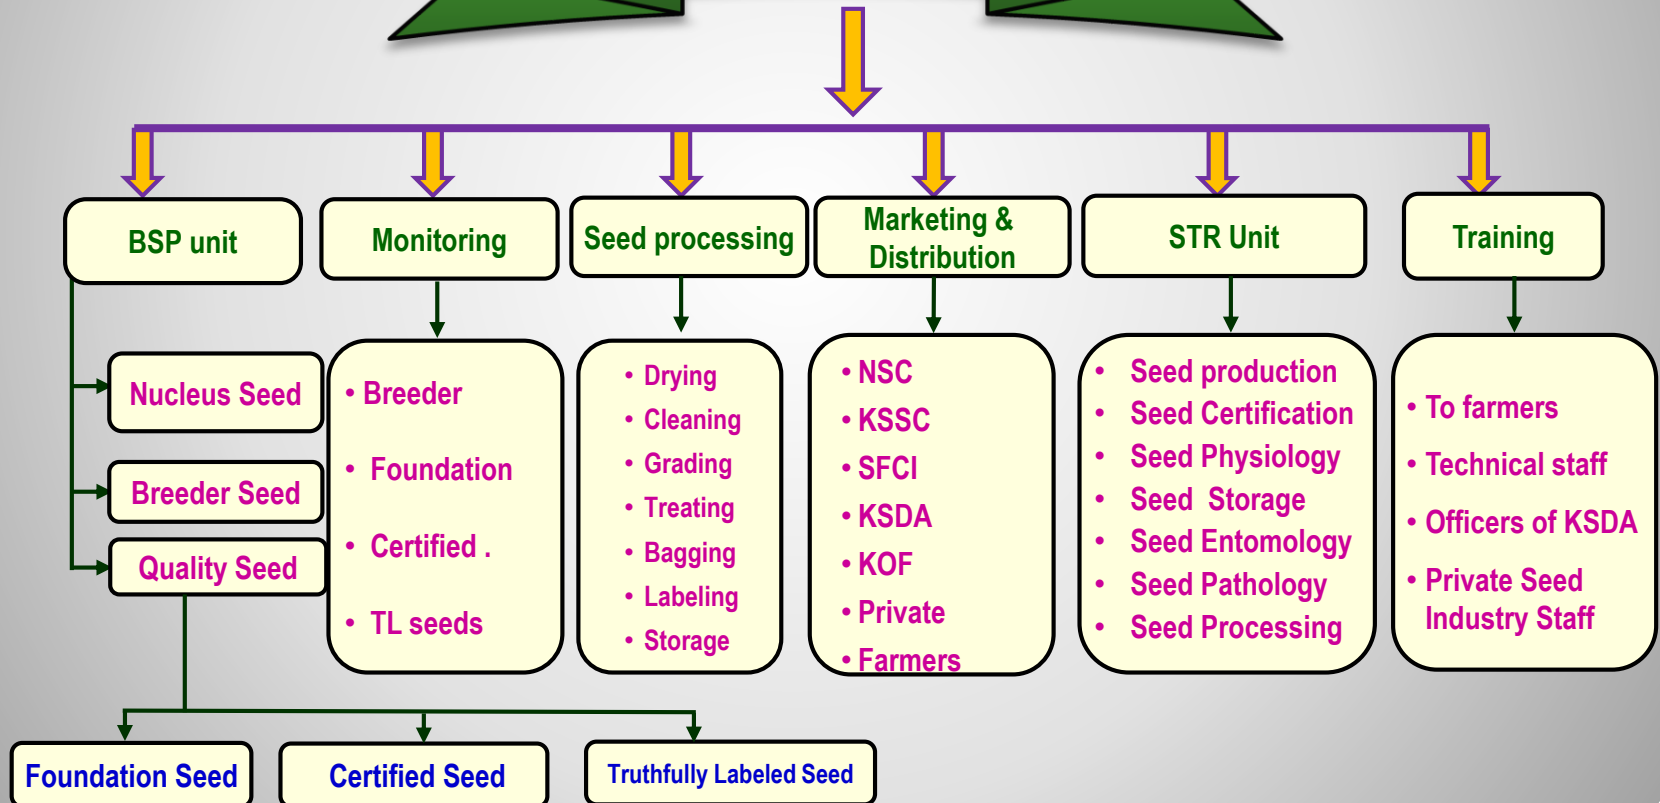 BSP unit
Monitoring
Seed processing
Marketing &
Distribution
STR Unit
Training
Nucleus Seed
Breeder Seed
Quality Seed
• Breeder
• Foundation
• Certified .
• TL seeds
• Drying
• Cleaning
• Grading
• Treating
• Bagging
• Labeling
• Storage
• NSC
• KSSC
• SFCI
• KSDA
• KOF
• Private
• Farmers
• Seed production
• Seed Certification
• Seed Physiology
• Seed Storage
• Seed Entomology
• Seed Pathology
• Seed Processing
• To farmers
• Technical staff
• Officers of KSDA
• Private Seed
Industry Staff
Foundation Seed
Certified Seed
Truthfully Labeled Seed